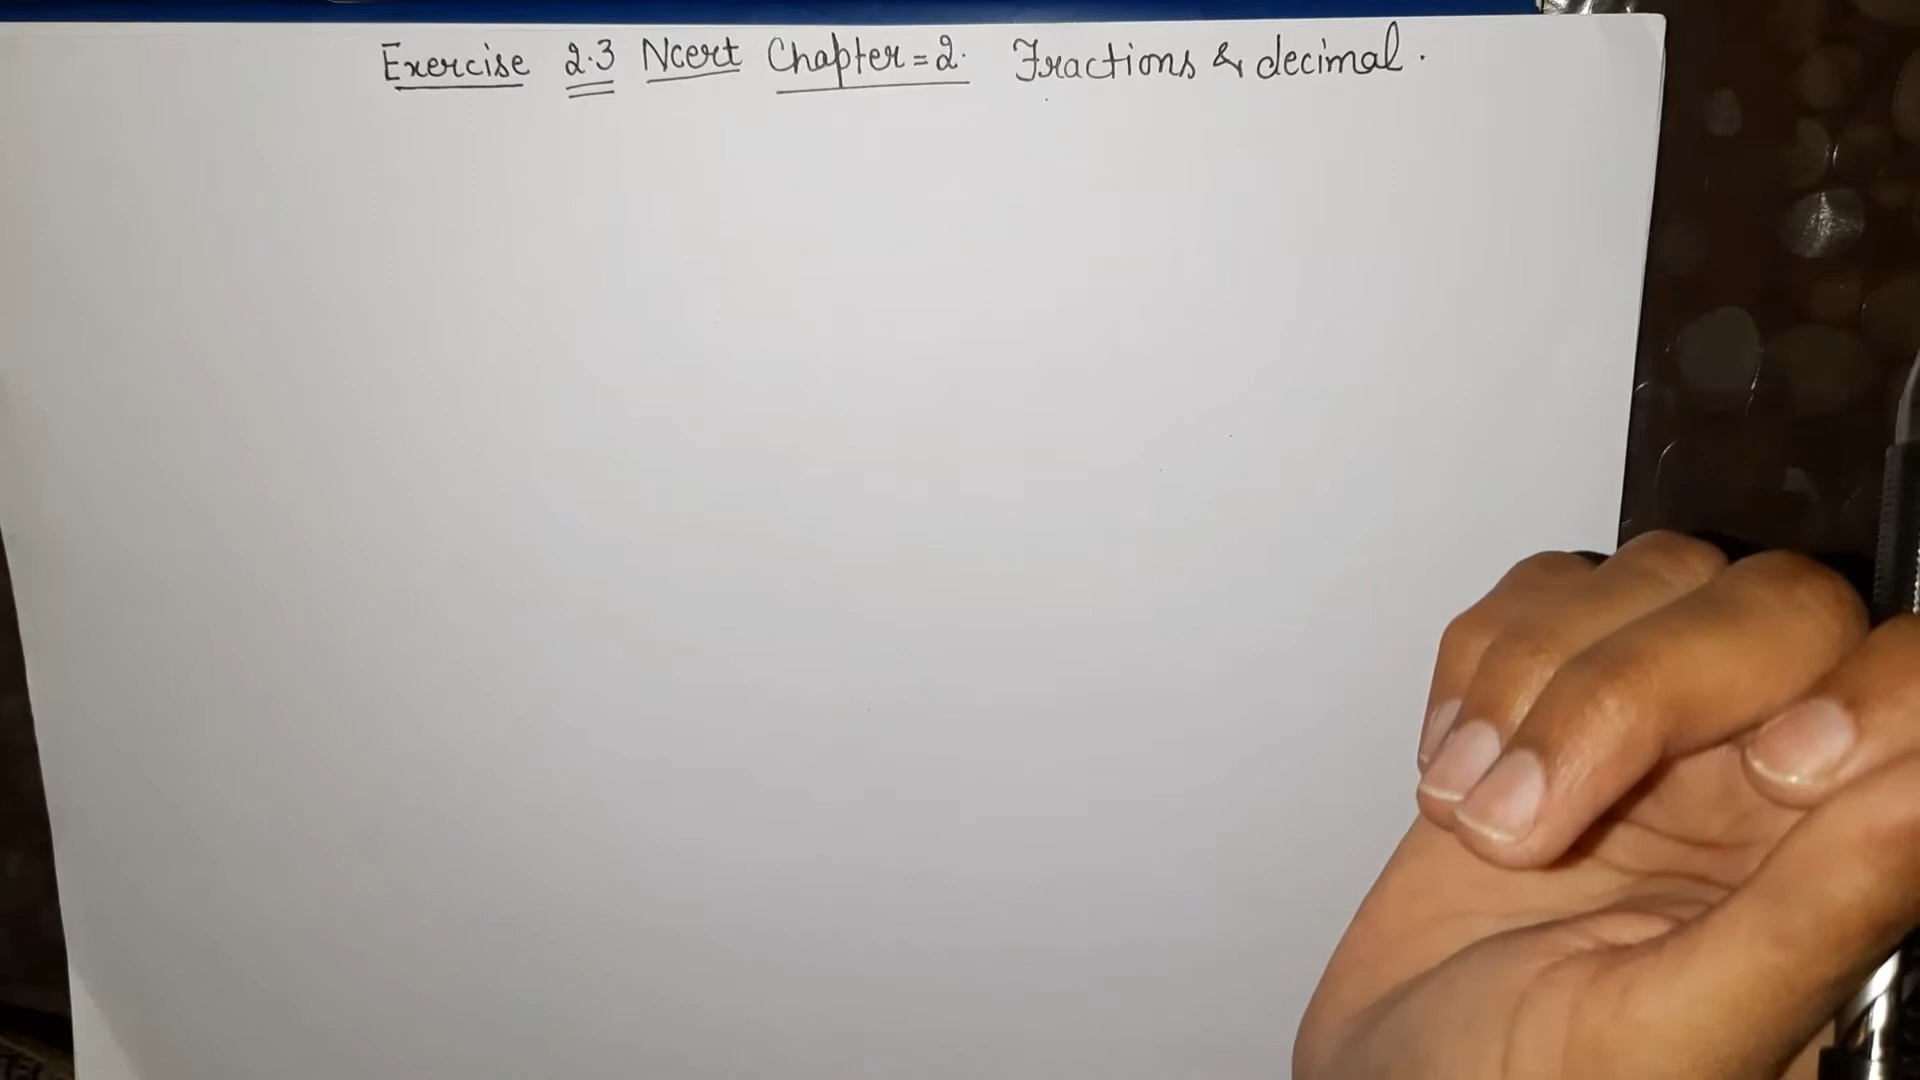 Exercise 2.3 Ncert Chapter = 2. Fractions & decimal.